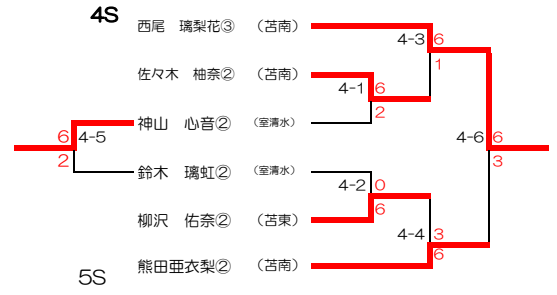 4S
西尾 璃梨花③ (苫南)
4-3 6
1
佐々木 柚奈② (苫南)
4-1 6
2
神山 心音② (室清水)
6 4-5
2
4-6 6
3
鈴木 璃虹② (室清水)
4-2 0
6
柳沢 佑奈② (苫東)
4-4 3
6
熊田亜衣梨② (苫南)
5S